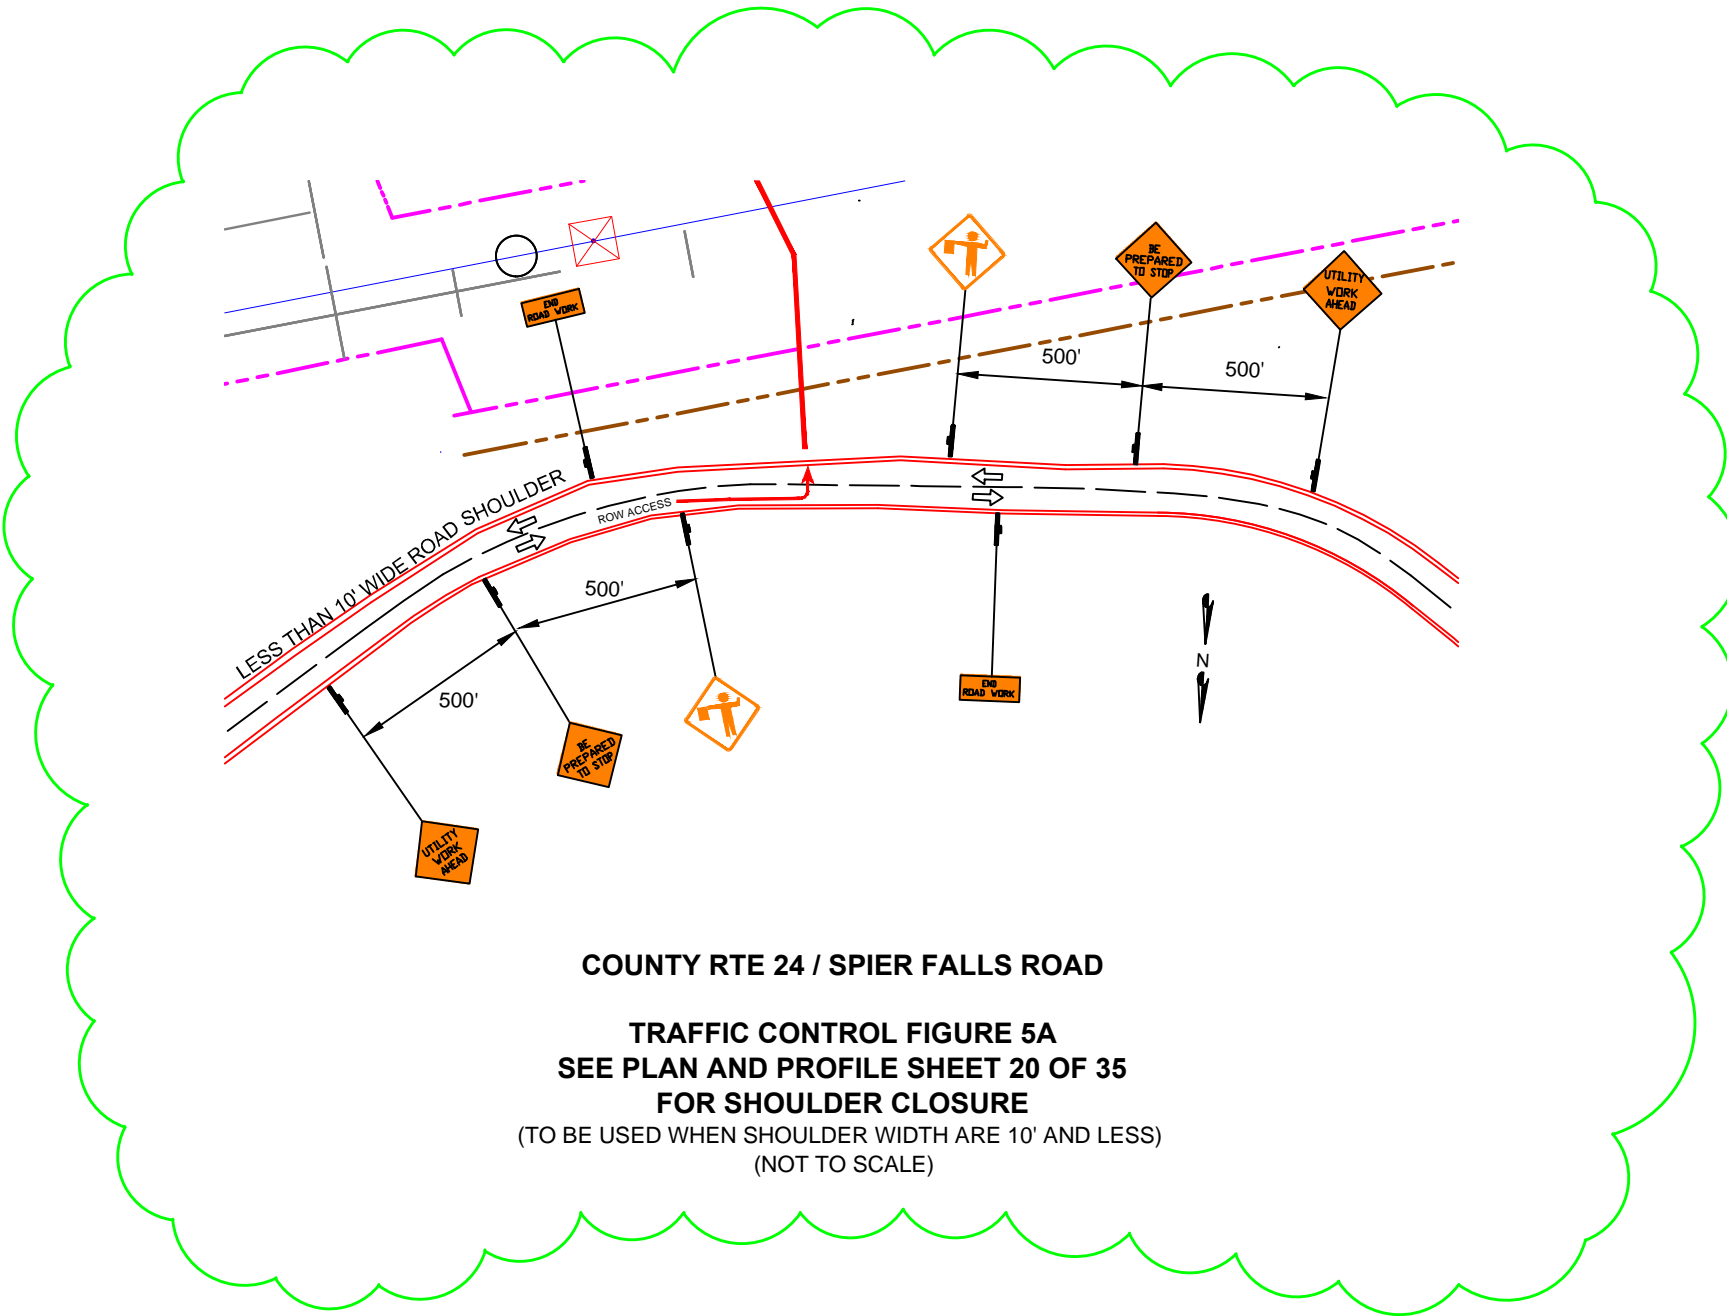 BE
PREPARED
TO STOP
UTILITY
WORK
AHEAD
END
ROAD WORK
500'
500'
LESS THAN 10' WIDE ROAD SHOULDER
ROW ACCESS
500'
500'
N
END
ROAD WORK
BE
PREPARED
TO STOP
UTILITY
WORK
AHEAD
COUNTY RTE 24 / SPIER FALLS ROAD
TRAFFIC CONTROL FIGURE 5A
SEE PLAN AND PROFILE SHEET 20 OF 35
FOR SHOULDER CLOSURE
(TO BE USED WHEN SHOULDER WIDTH ARE 10' AND LESS)
(NOT TO SCALE)